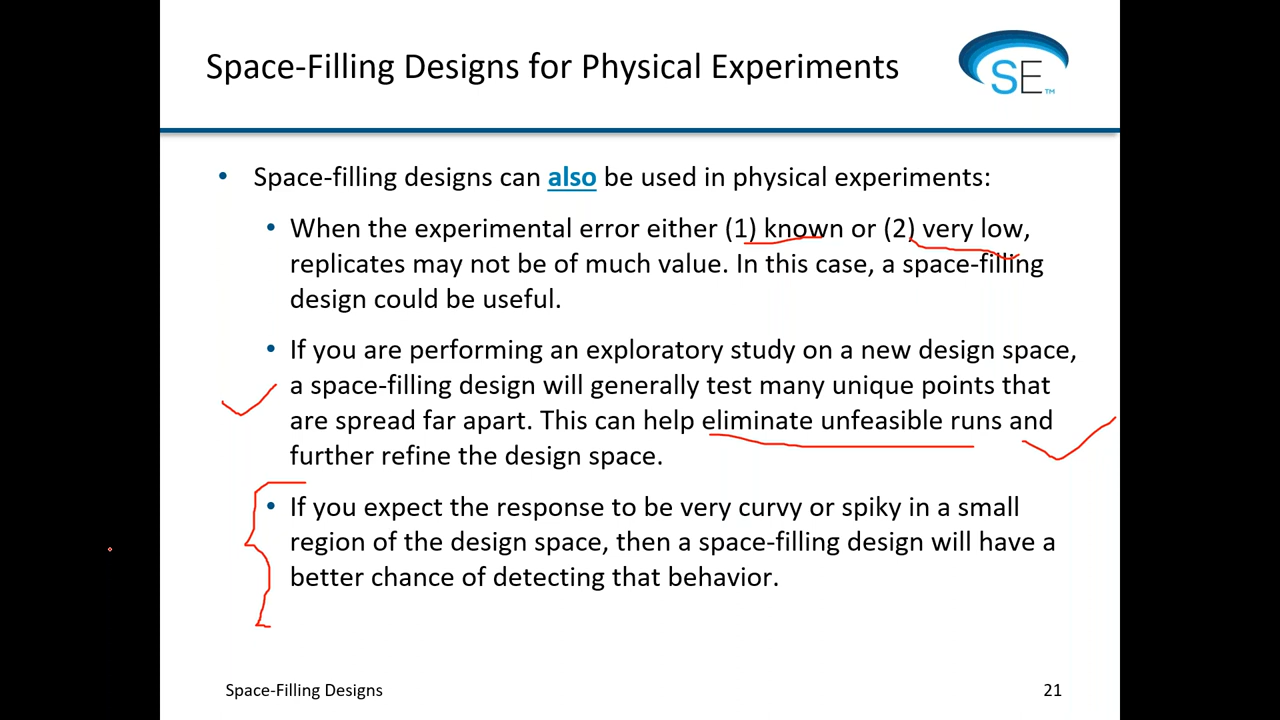 Space-Filling Designs for Physical Experiments
SE™
• Space-filling designs can also be used in physical experiments:
• When the experimental error either (1) known or (2) very low,
replicates may not be of much value. In this case, a space-filling
design could be useful.
• If you are performing an exploratory study on a new design space,
a space-filling design will generally test many unique points that
are spread far apart. This can help eliminate unfeasible runs and
further refine the design space.
• If you expect the response to be very curvy or spiky in a small
region of the design space, then a space-filling design will have a
better chance of detecting that behavior.
Space-Filling Designs
21